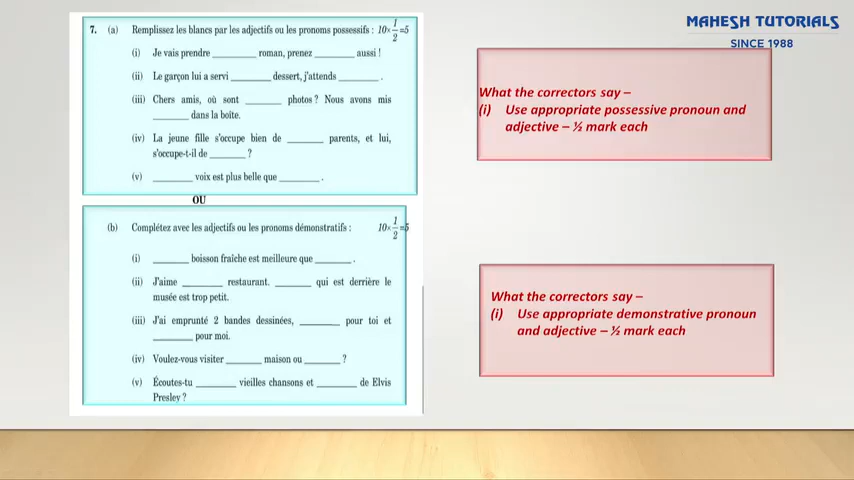 MAHESH TUTORIALS
SINCE 1988
7. (a) Remplissez les blancs par les adjectifs ou les pronoms possessifs : 10×1/2=5
(i) Je vais prendre ________ roman, prenez ________ aussi !
(ii) Le garçon lui a servi ________ dessert, j'attends ________ .
(iii) Chers amis, où sont ________ photos ? Nous avons mis
________ dans la boîte.
(iv) La jeune fille s'occupe bien de ________ parents, et lui,
s'occupe-t-il de ________ ?
(v) ________ voix est plus belle que ________ .
OU
(b) Complétez avec les adjectifs ou les pronoms démonstratifs : 10×1/2=5
(i) ________ boisson fraîche est meilleure que ________ .
(ii) J'aime ________ restaurant. ________ qui est derrière le
musée est trop petit.
(iii) J'ai emprunté 2 bandes dessinées, ________ pour toi et
________ pour moi.
(iv) Voulez-vous visiter ________ maison ou ________ ?
(v) Écoutes-tu ________ vieilles chansons et ________ de Elvis
Presley ?
What the correctors say –
(i) Use appropriate possessive pronoun and
adjective – ½ mark each
What the correctors say –
(i) Use appropriate demonstrative pronoun
and adjective – ½ mark each